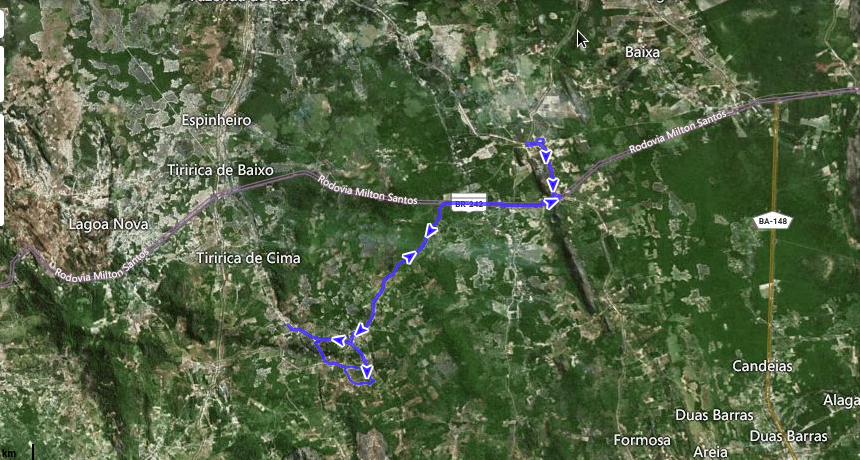 Baixa
Espinheiro
Rodovia Milton Santos
Tiririca de Baixo
Rodovia Milton Santos
BR-242
BA-148
Lagoa Nova
Tiririca de Cima
Rodovia Milton Santos
Candeias
Duas Barras
Alaga
Formosa
Duas Barras
Areia
km